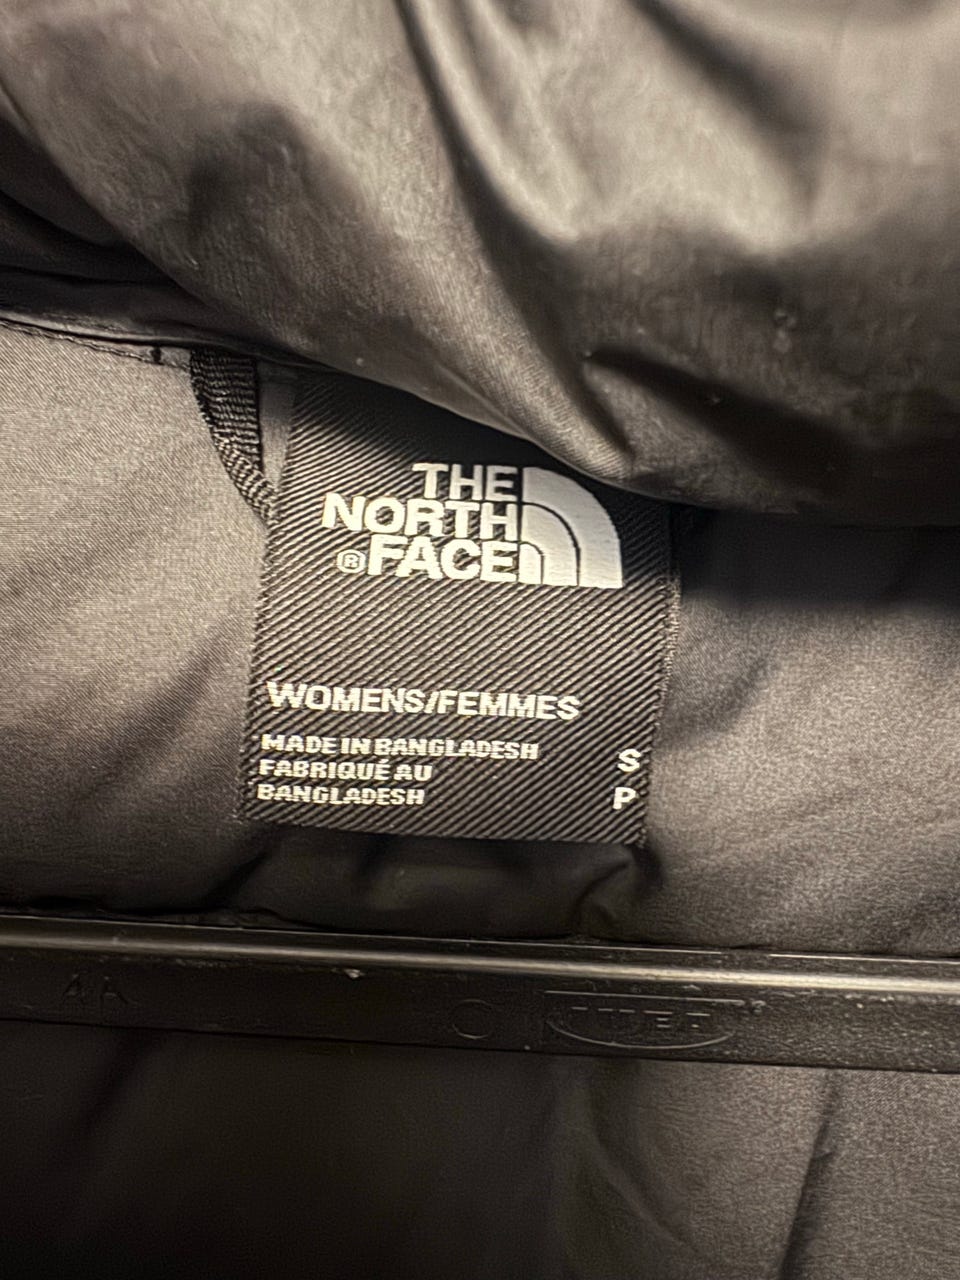 THE
NORTH
®FACE
WOMENS/FEMMES
MADE IN BANGLADESH
FABRIQUÉ AU
BANGLADESH
S
P